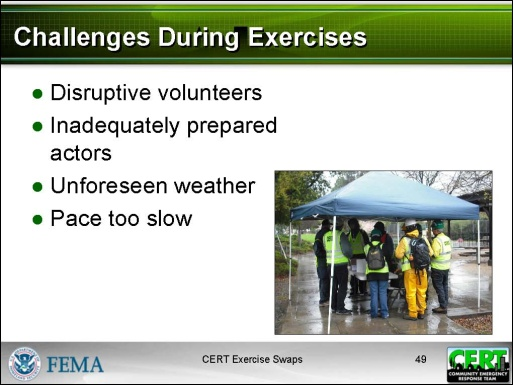 Challenges During Exercises
Disruptive volunteers
Inadequately prepared
actors
Unforeseen weather
Pace too slow
FEMA
CERT Exercise Swaps
49
CERT
COMMUNITY EMERGENCY
RESPONSE TEAM